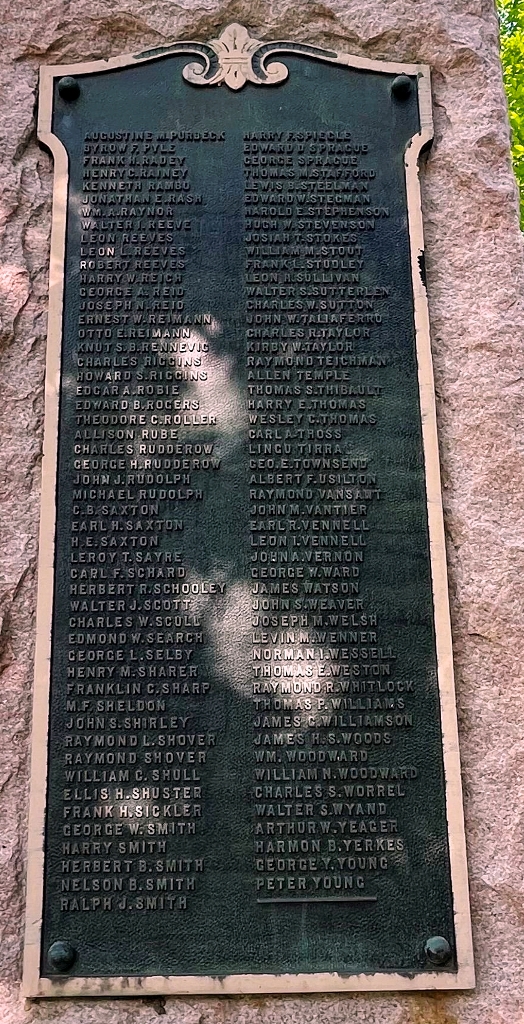 AUGUSTINE M. PURDECK
BYROW F. PYLE
FRANK H. RADEY
HENRY C. RAINEY
KENNETH RAMBO
JONATHAN E. RASH
WM. A. RAYNOR
WALTER I. REEVE
LEON REEVES
LEON L. REEVES
ROBERT REEVES
HARRY W. REICH
GEORGE A. REID
JOSEPH N. REID
ERNEST W. REIMANN
OTTO E. REIMANN
KNUT S. B. RENNEVIG
CHARLES RIGGINS
HOWARD S. RIGGINS
EDGAR A. ROBIE
EDWARD B. ROGERS
THEODORE C. ROLLER
ALLISON RUBE
CHARLES RUDDEROW
GEORGE H. RUDDEROW
JOHN J. RUDOLPH
MICHAEL RUDOLPH
C. B. SAXTON
EARL H. SAXTON
H. E. SAXTON
LEROY T. SAYRE
CARL F. SCHARD
HERBERT R. SCHOOLEY
WALTER J. SCOTT
CHARLES W. SCULL
EDMOND W. SEARCH
GEORGE L. SELBY
HENRY M. SHARER
FRANKLIN C. SHARP
M. F. SHELDON
JOHN S. SHIRLEY
RAYMOND L. SHOVER
RAYMOND SHOVER
WILLIAM C. SHULL
ELLIS H. SHUSTER
FRANK H. SICKLER
GEORGE W. SMITH
HARRY SMITH
HERBERT B. SMITH
NELSON B. SMITH
RALPH J. SMITH
HARRY F. SPIEGLE
EDWARD D SPRAGUE
GEORGE SPRAGUE
THOMAS M. STAFFORD
LEWIS B. STEELMAN
EDWARD W. STEGMAN
HAROLD E. STEPHENSON
HUGH W. STEVENSON
JOSIAH T. STOKES
WILLIAM M. STOUT
FRANK L. STUDLEY
LEON R. SULLIVAN
WALTER S. SUTTERLEN
CHARLES W. SUTTON
JOHN W. TALIAFERRO
CHARLES R. TAYLOR
KIRBY W. TAYLOR
RAYMOND TEICHMAN
ALLEN TEMPLE
THOMAS S. THIBAULT
HARRY E. THOMAS
WESLEY C. THOMAS
CARL A. THOSS
LINGU TIRRA
GEO. E. TOWNSEND
ALBERT F. USILTON
RAYMOND VANSANT
JOHN M. VANTIER
EARL R. VENNELL
LEON I. VENNELL
JOHN A. VERNON
GEORGE W. WARD
JAMES WATSON
JOHN S. WEAVER
JOSEPH M. WELSH
LEVIN M. WENNER
NORMAN I. WESSELL
THOMAS E. WESTON
RAYMOND R. WHITLOCK
THOMAS P. WILLIAMS
JAMES C. WILLIAMSON
JAMES H. S. WOODS
WM. WOODWARD
WILLIAM N. WOODWARD
CHARLES S. WORREL
WALTER S. WYAND
ARTHUR W. YEAGER
HARMON B. YERKES
GEORGE Y. YOUNG
PETER YOUNG